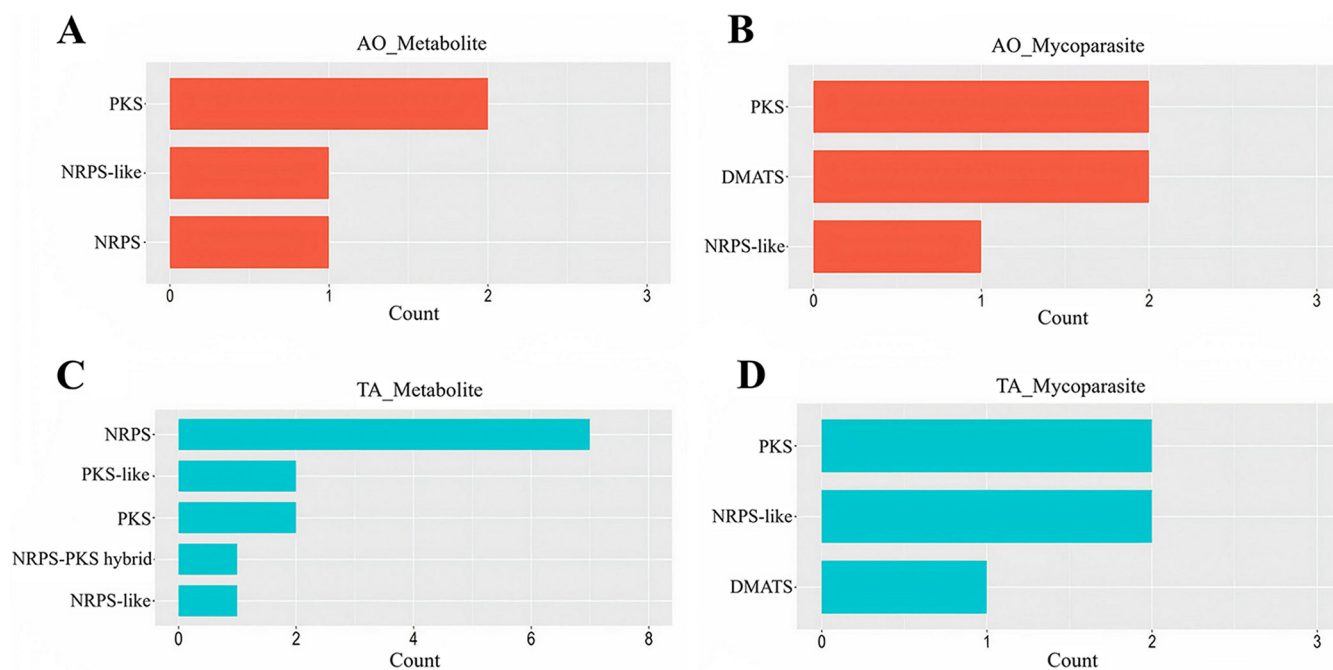 A
AO_Metabolite
PKS
NRPS-like
NRPS
0 1 2 3
Count
B
AO_Mycoparasite
PKS
DMATS
NRPS-like
0 1 2 3
Count
C
TA_Metabolite
NRPS
PKS-like
PKS
NRPS-PKS hybrid
NRPS-like
0 2 4 6 8
Count
D
TA_Mycoparasite
PKS
NRPS-like
DMATS
0 1 2 3
Count